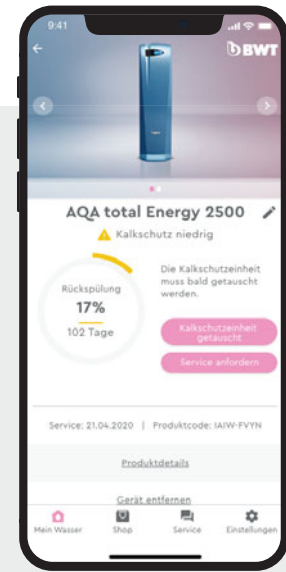 9:41
BWT
AQA total Energy 2500
Kalkschutz niedrig
Rückspülung
17%
102 Tage
Die Kalkschutzeinheit
muss bald getauscht
werden.
Kalkschutzeinheit
getauscht
Service anfordern
Service: 21.04.2020 | Produktcode: IAIW-FVYN
Produktdetails
Gerät entfernen
Mein Wasser
Shop
Service
Einstellungen